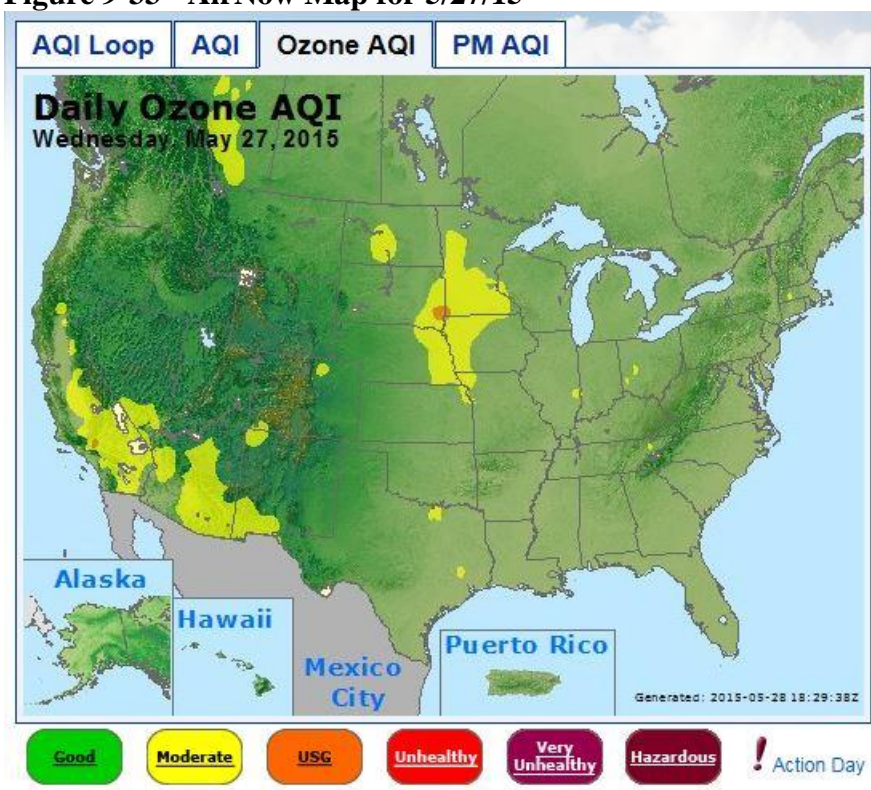 AQI Loop AQI Ozone AQI PM AQI
Daily Ozone AQI
Wednesday, May 27, 2015
Alaska
Hawaii
Mexico
City
Puerto Rico
Generated: 2015-05-28 18:29:38Z
Good Moderate USG Unhealthy Very Unhealthy Hazardous ! Action Day